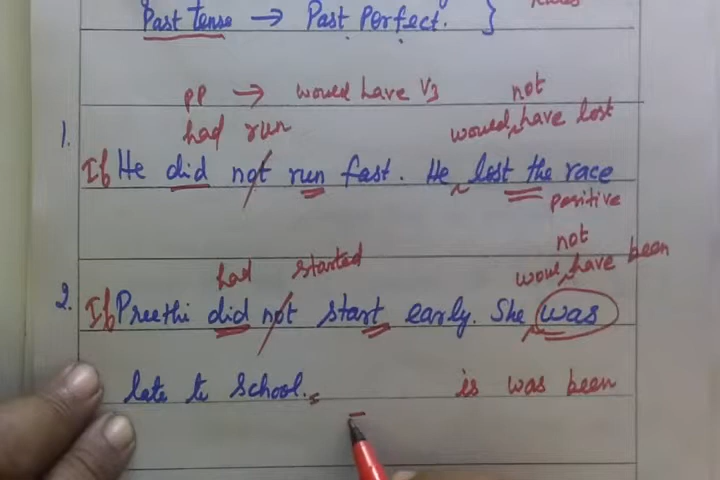 Past tense → Past Perfect. }
PP → would have V3 not
had run would, have lost
1. If He did not run fast. He lost the race
positive
not
had started woul, have been
2. If Preethi did not start early. She was
late to School. is was been